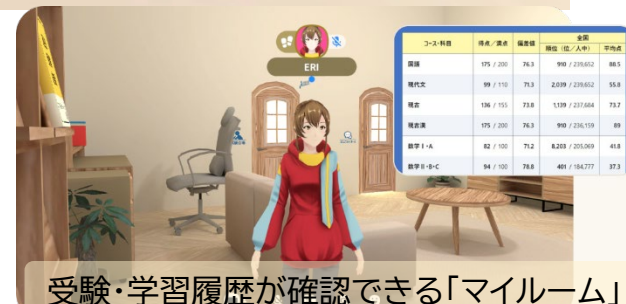 ERI
コース・科目 得点／満点 偏差値 全国
順位（位／人中） 平均点
国語 175 / 200 76.3 910 / 239,652 88.5
現代文 99 / 110 71.3 2,039 / 239,652 55.8
現古 136 / 155 73.8 1,139 / 237,684 73.7
現古漢 175 / 200 76.3 910 / 236,159 89
数学Ⅰ・A 82 / 100 71.2 8,203 / 205,069 41.8
数学Ⅱ・B・C 94 / 100 78.8 401 / 184,777 37.3
受験・学習履歴が確認できる「マイルーム」